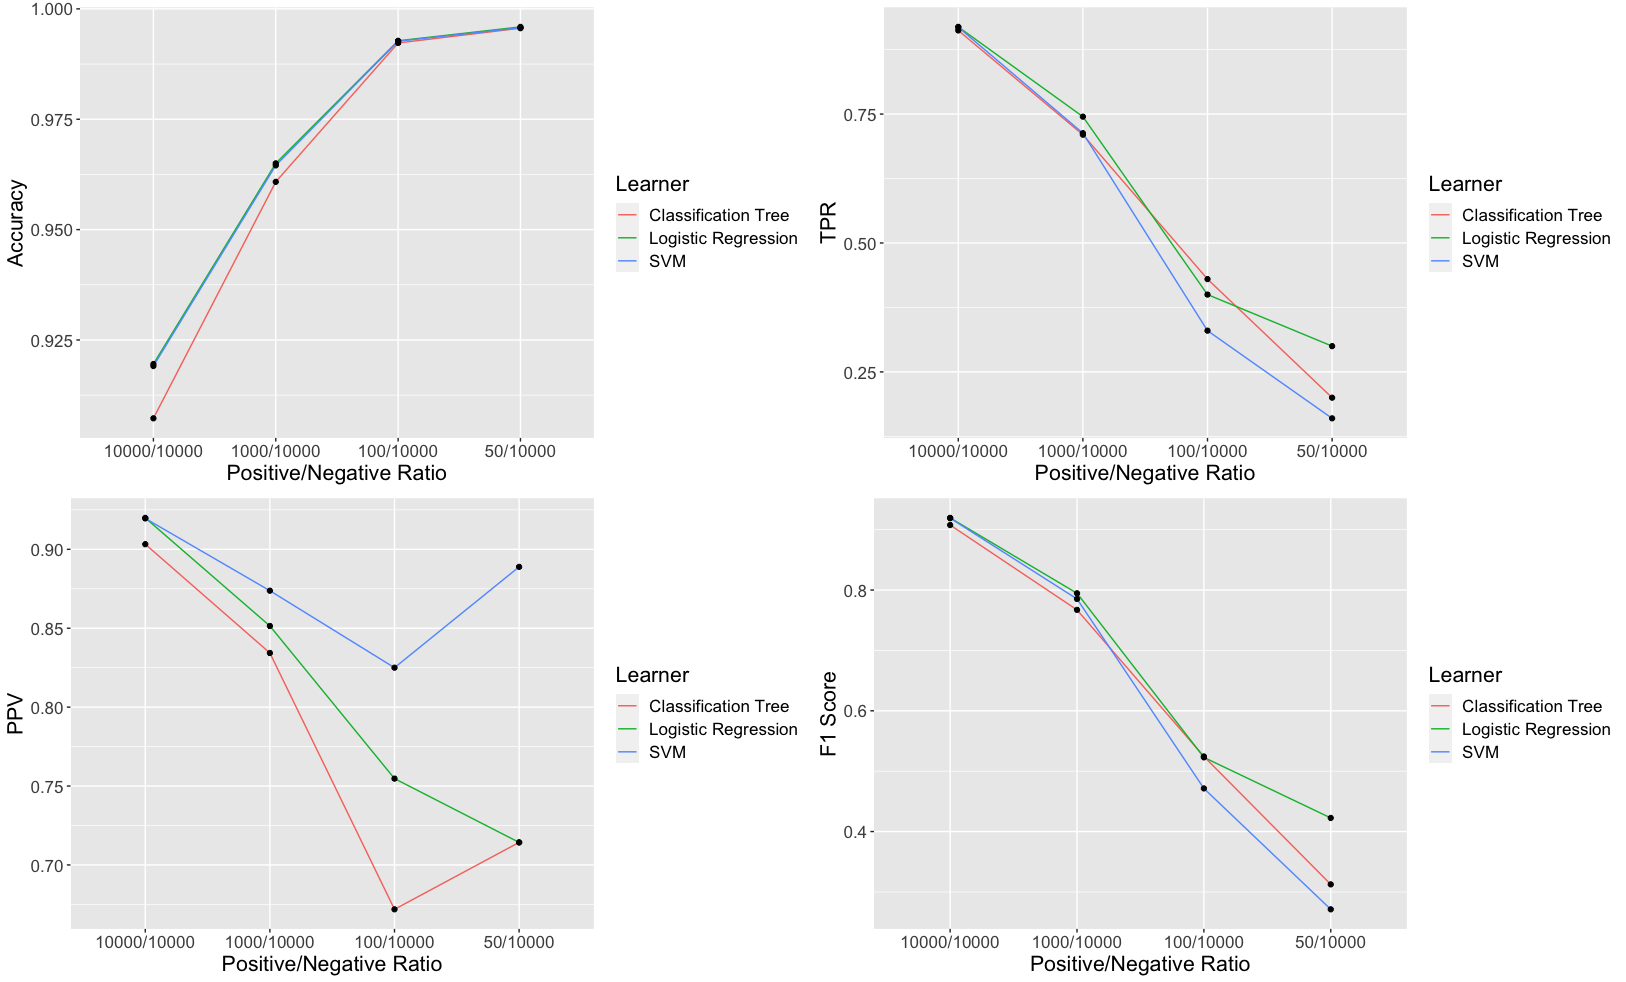 1.000
0.975
0.950
0.925
Accuracy
10000/10000 1000/10000 100/10000 50/10000
Positive/Negative Ratio
Learner
Classification Tree
Logistic Regression
SVM
0.75
0.50
0.25
TPR
10000/10000 1000/10000 100/10000 50/10000
Positive/Negative Ratio
Learner
Classification Tree
Logistic Regression
SVM
0.90
0.85
0.80
0.75
0.70
PPV
10000/10000 1000/10000 100/10000 50/10000
Positive/Negative Ratio
Learner
Classification Tree
Logistic Regression
SVM
0.8
0.6
0.4
F1 Score
10000/10000 1000/10000 100/10000 50/10000
Positive/Negative Ratio
Learner
Classification Tree
Logistic Regression
SVM